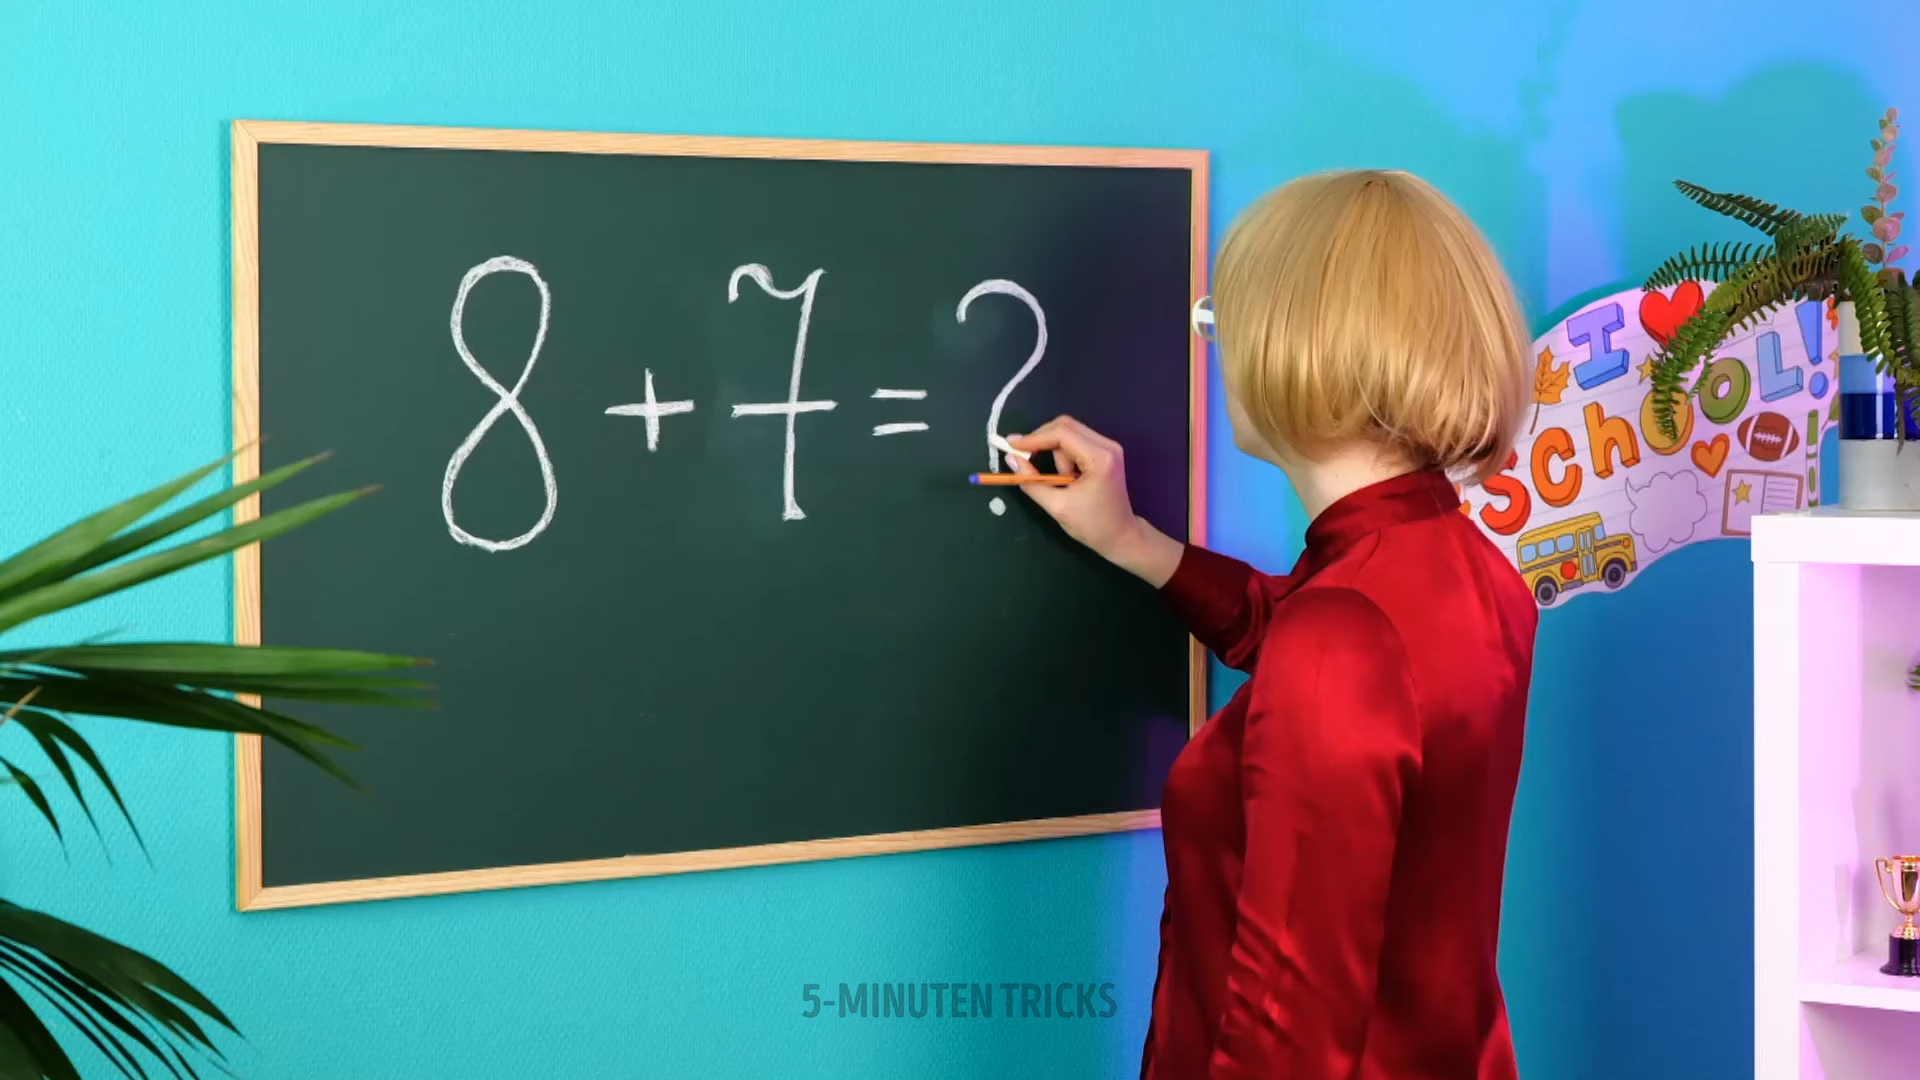 8 + 7 = ?
I
SCHOOL!
5-MINUTEN TRICKS